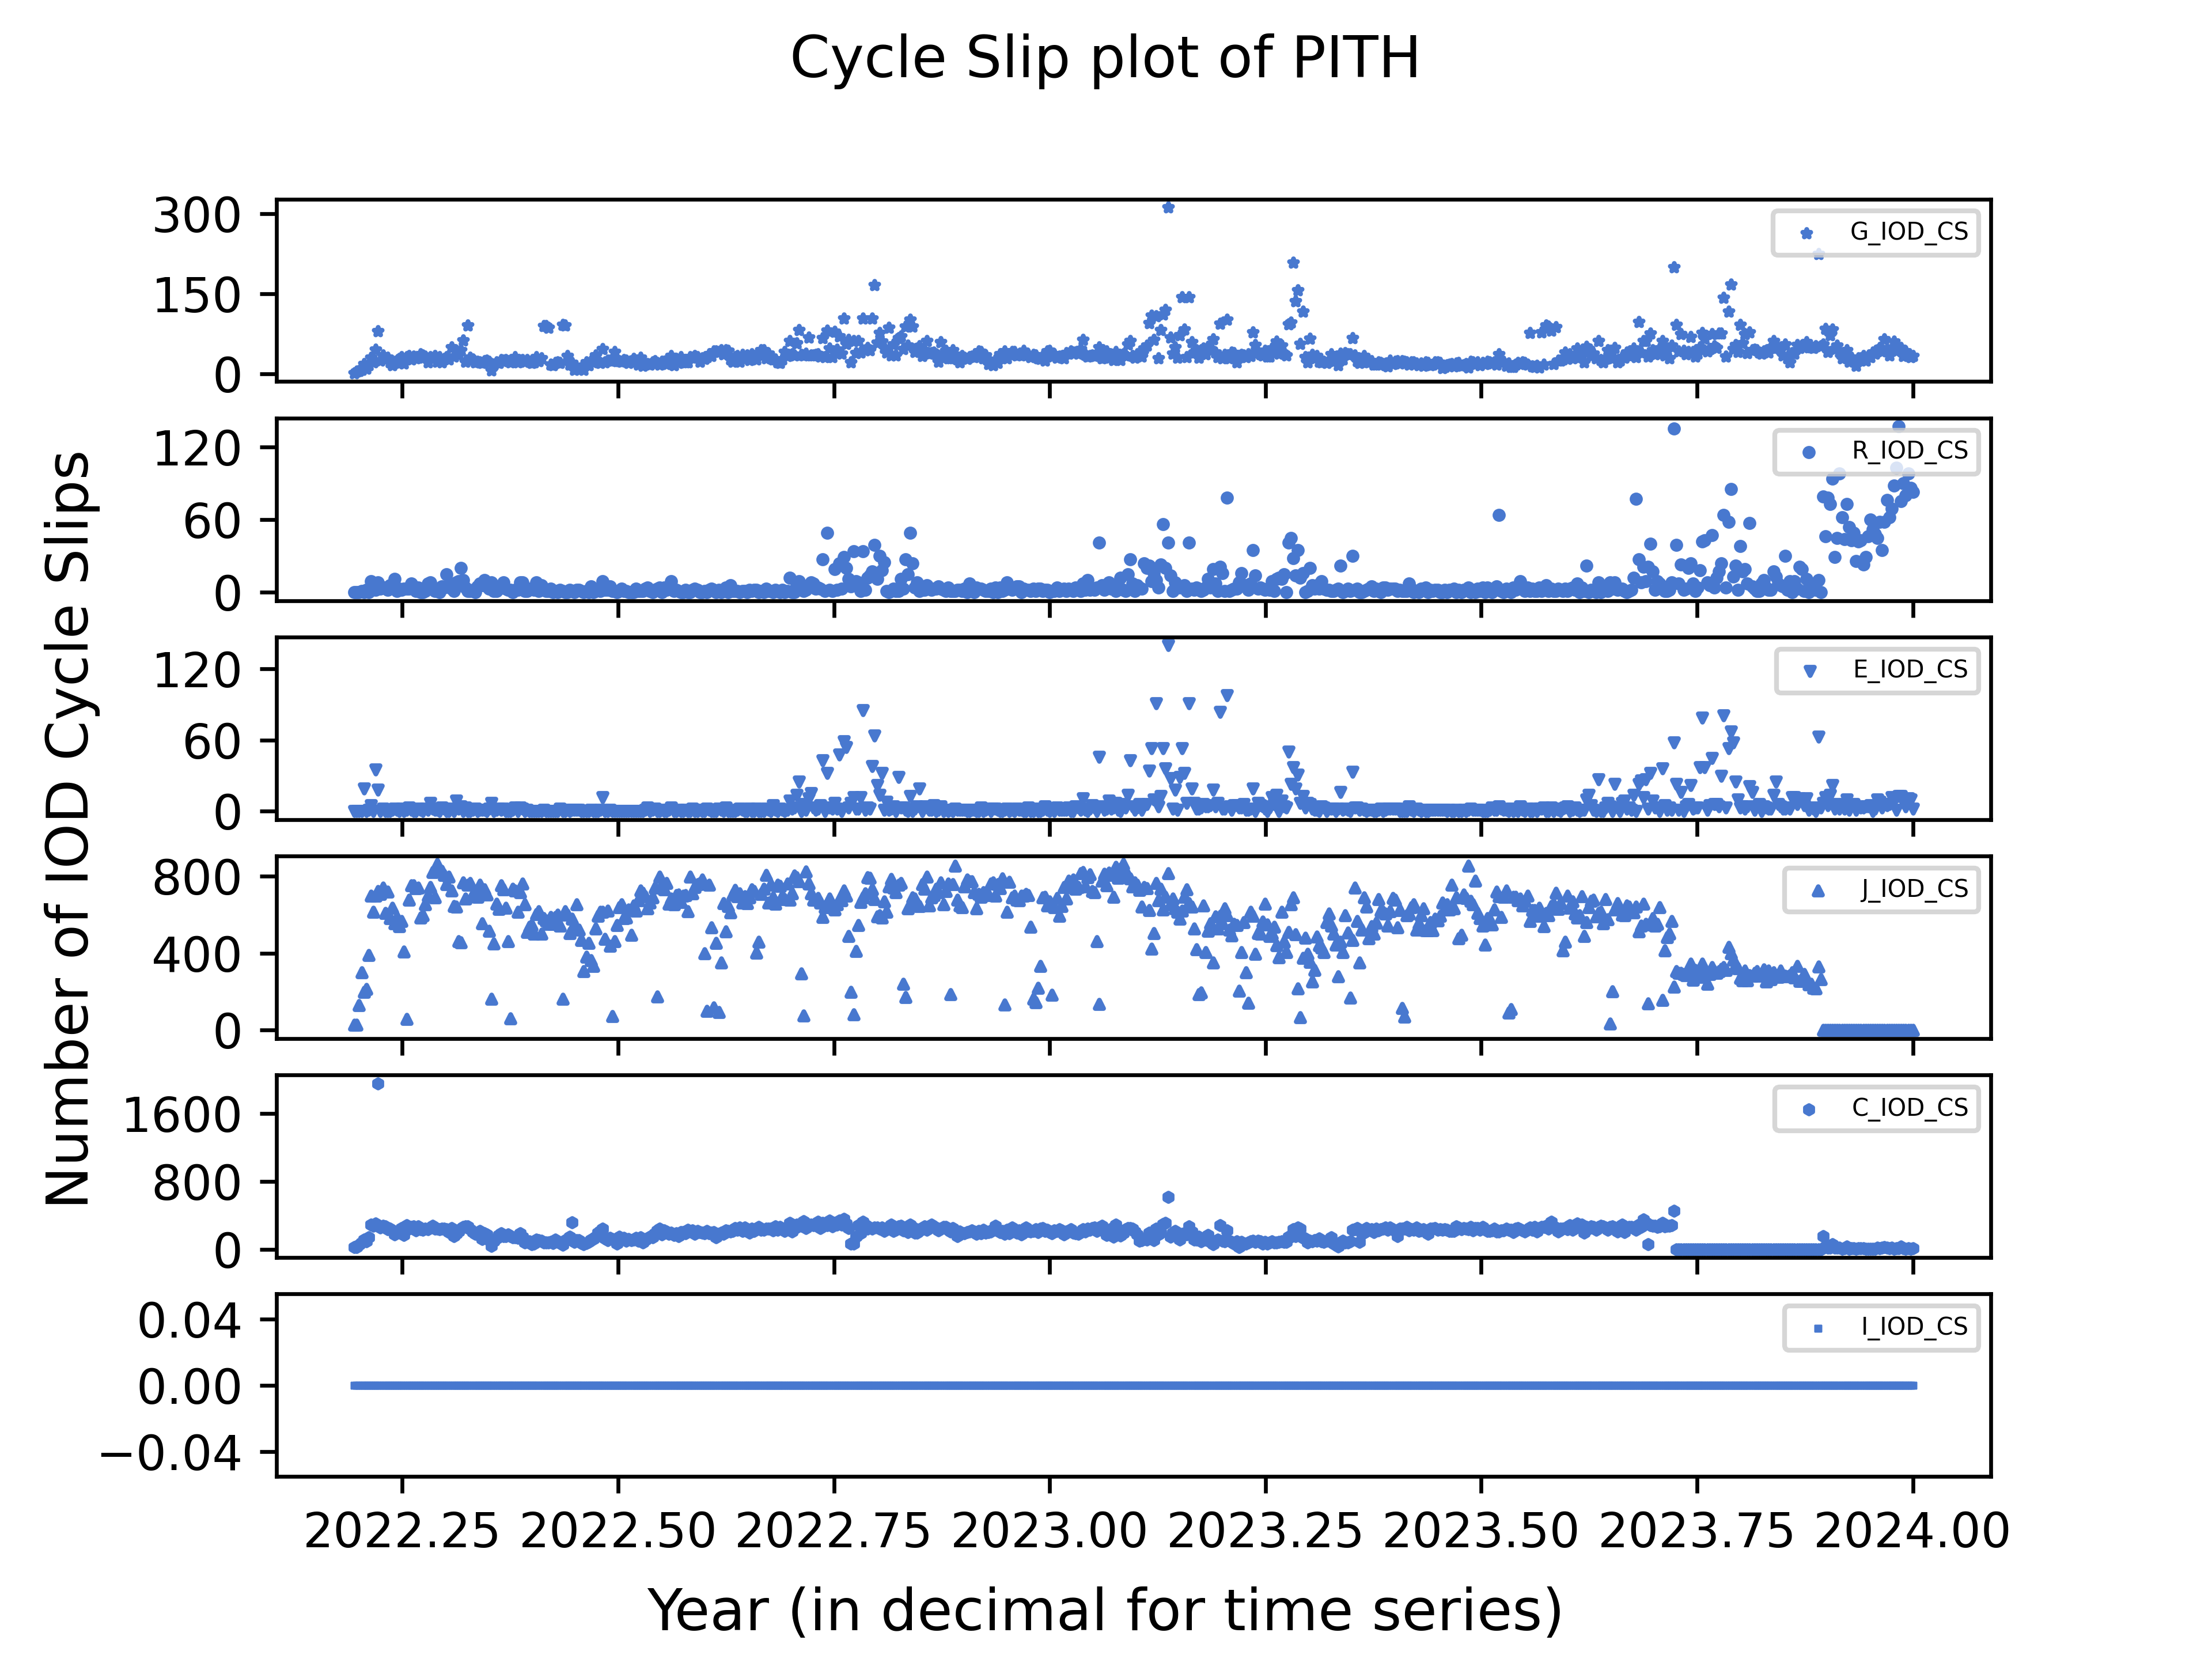 Cycle Slip plot of PITH
Number of IOD Cycle Slips
300
150
0
G_IOD_CS
120
60
0
R_IOD_CS
120
60
0
E_IOD_CS
800
400
0
J_IOD_CS
1600
800
0
C_IOD_CS
0.04
0.00
−0.04
I_IOD_CS
2022.25 2022.50 2022.75 2023.00 2023.25 2023.50 2023.75 2024.00
Year (in decimal for time series)